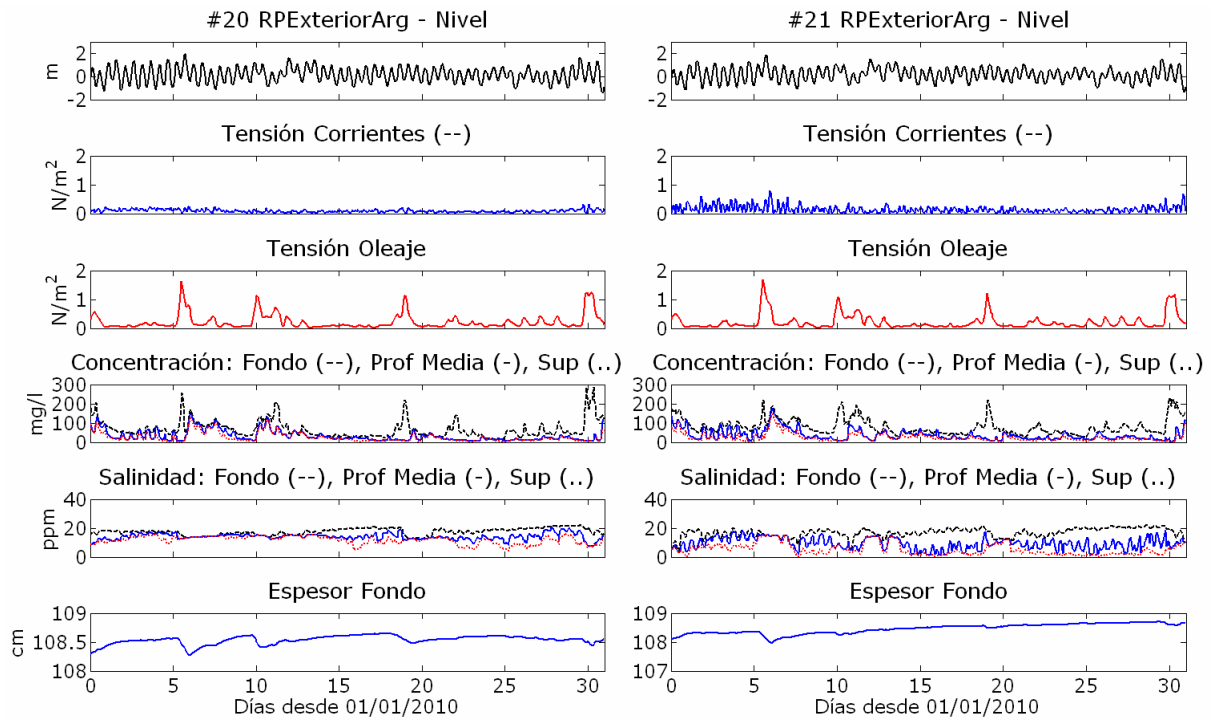 #20 RPExteriorArg - Nivel
2
0
-2
m
Tensión Corrientes (--)
2
1
0
N/m²
Tensión Oleaje
2
1
0
N/m²
Concentración: Fondo (--), Prof Media (-), Sup (..)
300
200
100
0
mg/l
Salinidad: Fondo (--), Prof Media (-), Sup (..)
40
20
0
ppm
Espesor Fondo
109
108.5
108
cm
0 5 10 15 20 25 30
Días desde 01/01/2010
#21 RPExteriorArg - Nivel
2
0
-2
Tensión Corrientes (--)
2
1
0
Tensión Oleaje
2
1
0
Concentración: Fondo (--), Prof Media (-), Sup (..)
300
200
100
0
Salinidad: Fondo (--), Prof Media (-), Sup (..)
40
20
0
Espesor Fondo
109
108
107
0 5 10 15 20 25 30
Días desde 01/01/2010